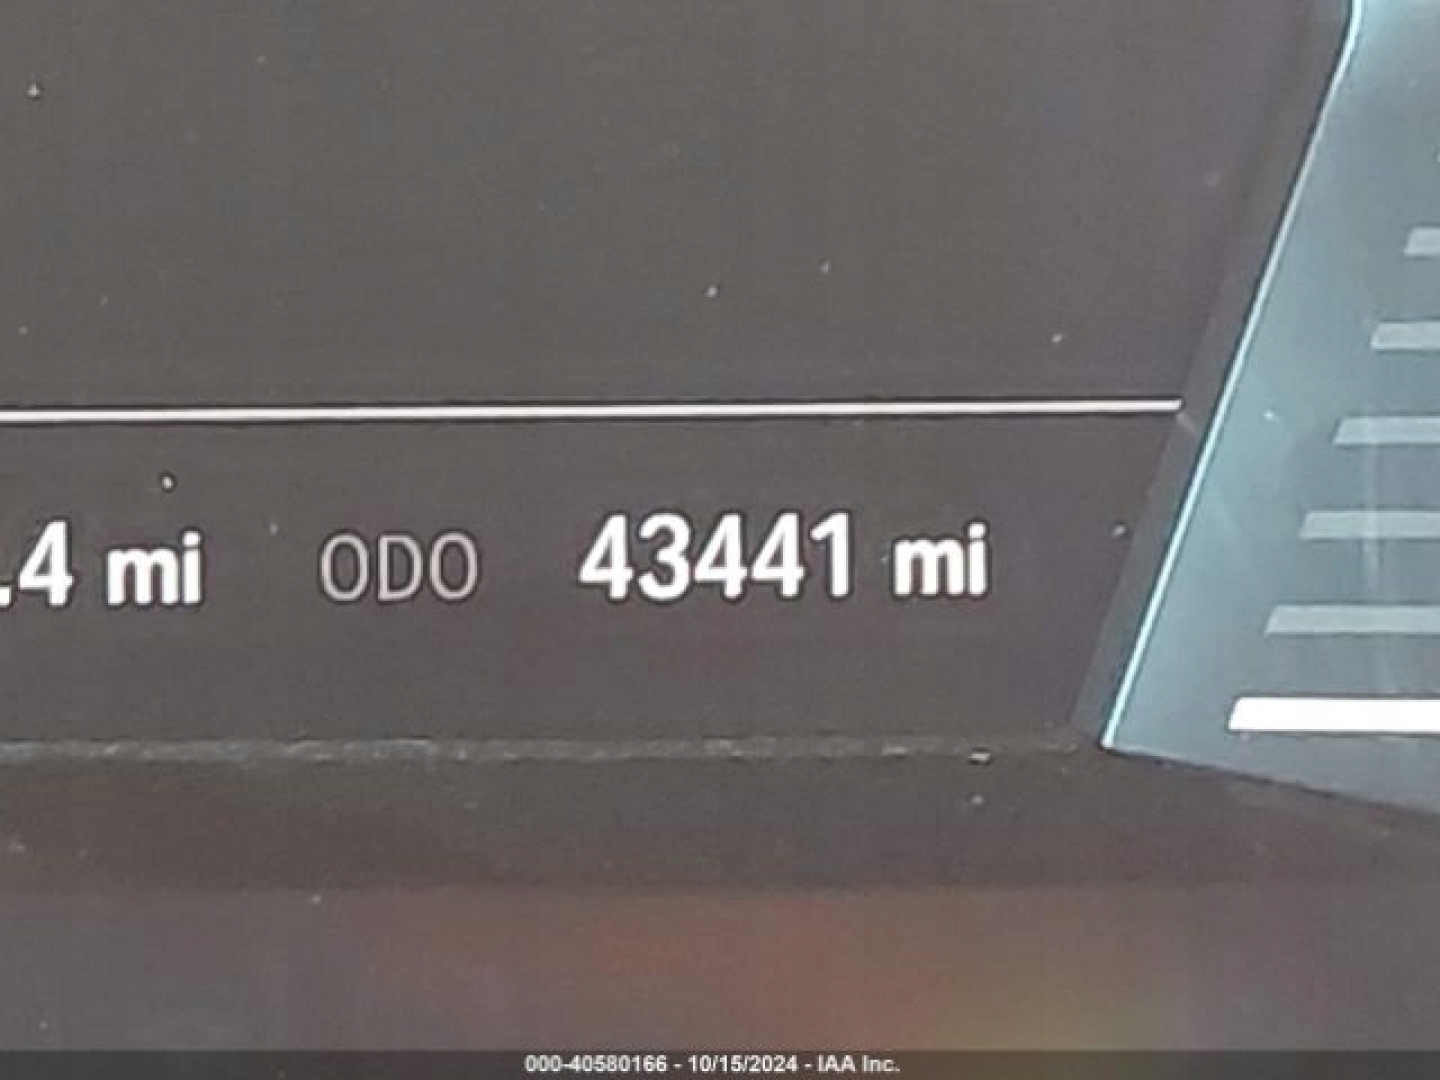 .4 mi ODO 43441 mi
000-40580166 - 10/15/2024 - IAA Inc.